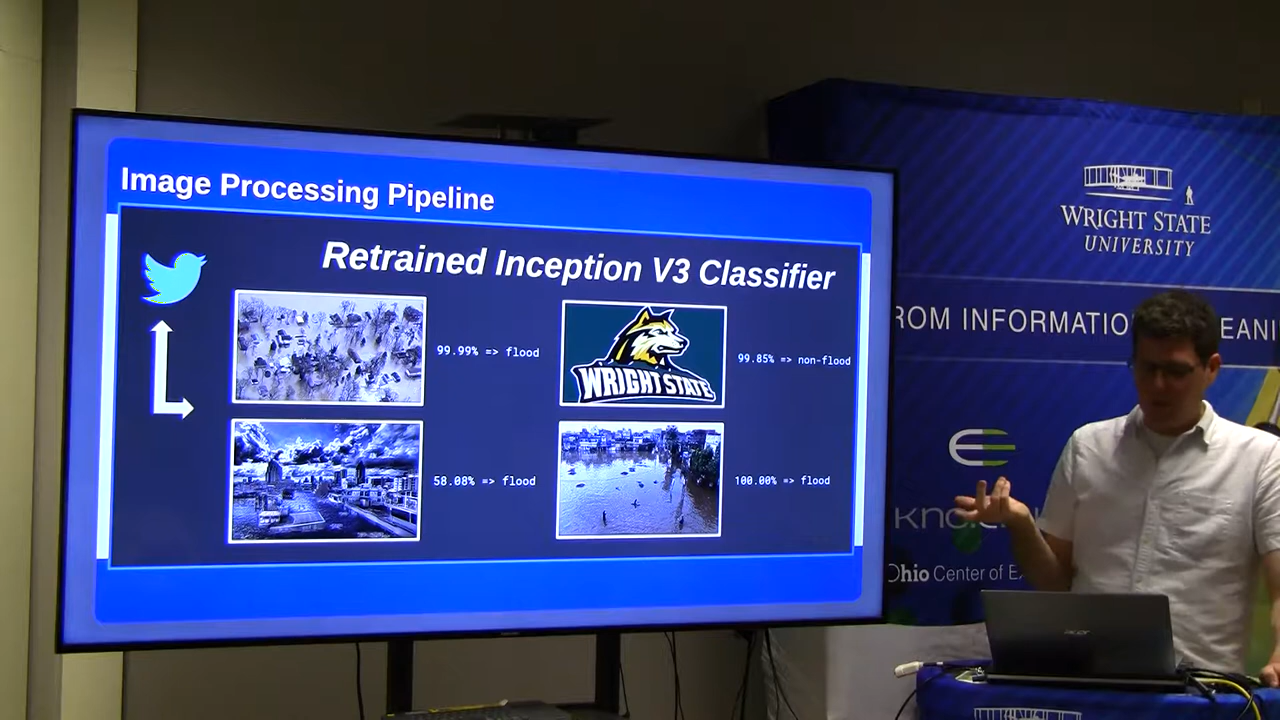 Image Processing Pipeline
Retrained Inception V3 Classifier
99.99% => flood
WRIGHT STATE
99.85% => non-flood
58.08% => flood
100.00% => flood
WRIGHT STATE
UNIVERSITY
ROM INFORMATIO EANI
Ohio Center of E
acer